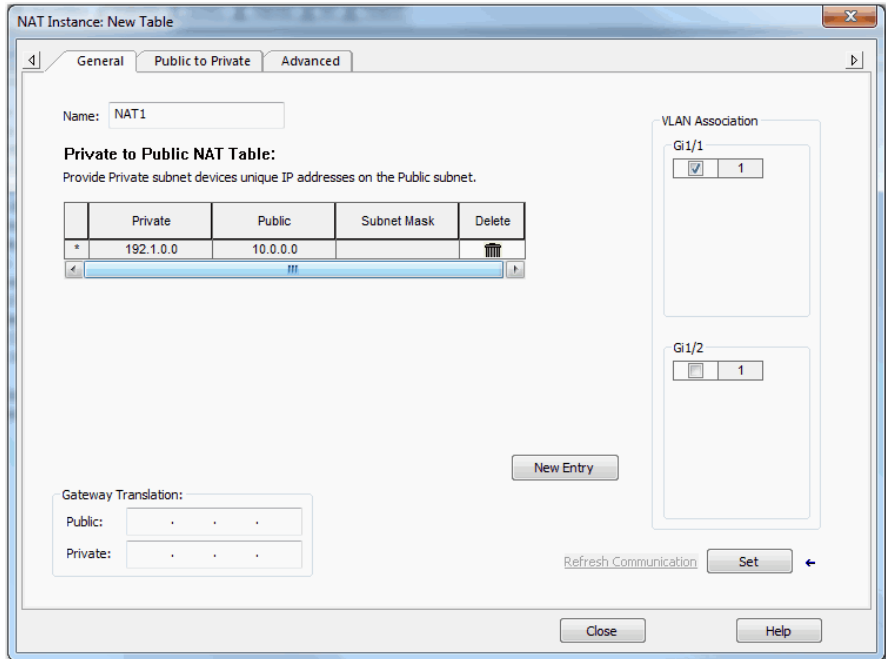 NAT Instance: New Table
General
Public to Private
Advanced
Name: NAT1
Private to Public NAT Table:
Provide Private subnet devices unique IP addresses on the Public subnet.
Private Public Subnet Mask Delete
* 192.1.0.0 10.0.0.0
New Entry
Gateway Translation:
Public: . . .
Private: . . .
VLAN Association
Gi1/1
1
Gi1/2
1
Refresh Communication Set
Close Help